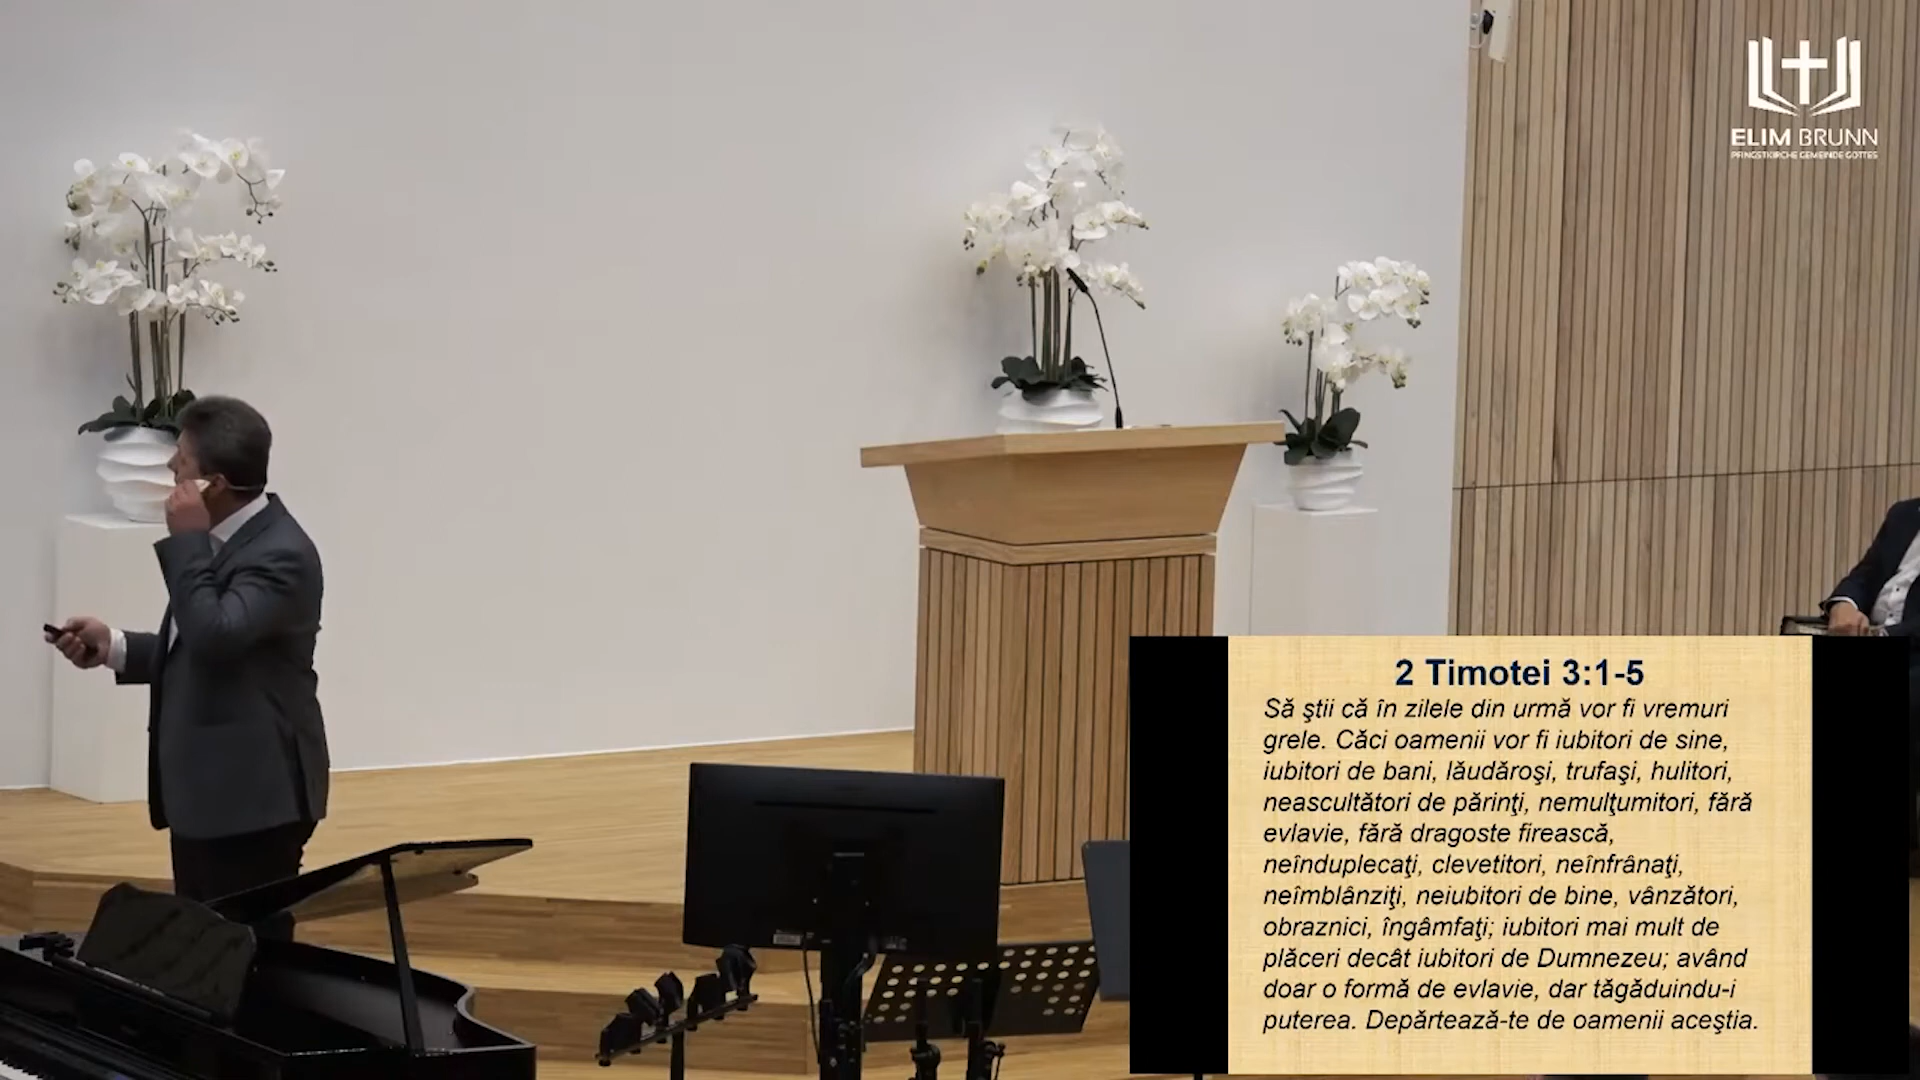 ELIM BRUNN
PFINGSTKIRCHE GEMEINDE GOTTES
2 Timotei 3:1-5
Să ştii că în zilele din urmă vor fi vremuri
grele. Căci oamenii vor fi iubitori de sine,
iubitori de bani, lăudăroşi, trufaşi, hulitori,
neascultători de părinţi, nemulţumitori, fără
evlavie, fără dragoste firească,
neînduplecaţi, clevetitori, neînfrânaţi,
neîmblânziţi, neiubitori de bine, vânzători,
obraznici, îngâmfaţi; iubitori mai mult de
plăceri decât iubitori de Dumnezeu; având
doar o formă de evlavie, dar tăgăduindu-i
puterea. Depărtează-te de oamenii aceştia.